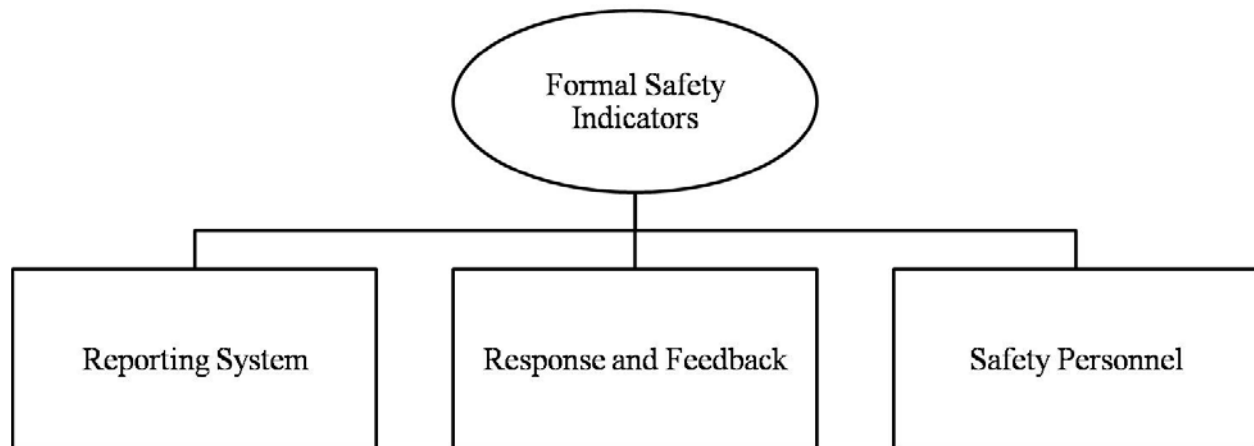 Formal Safety
Indicators
Reporting System
Response and Feedback
Safety Personnel